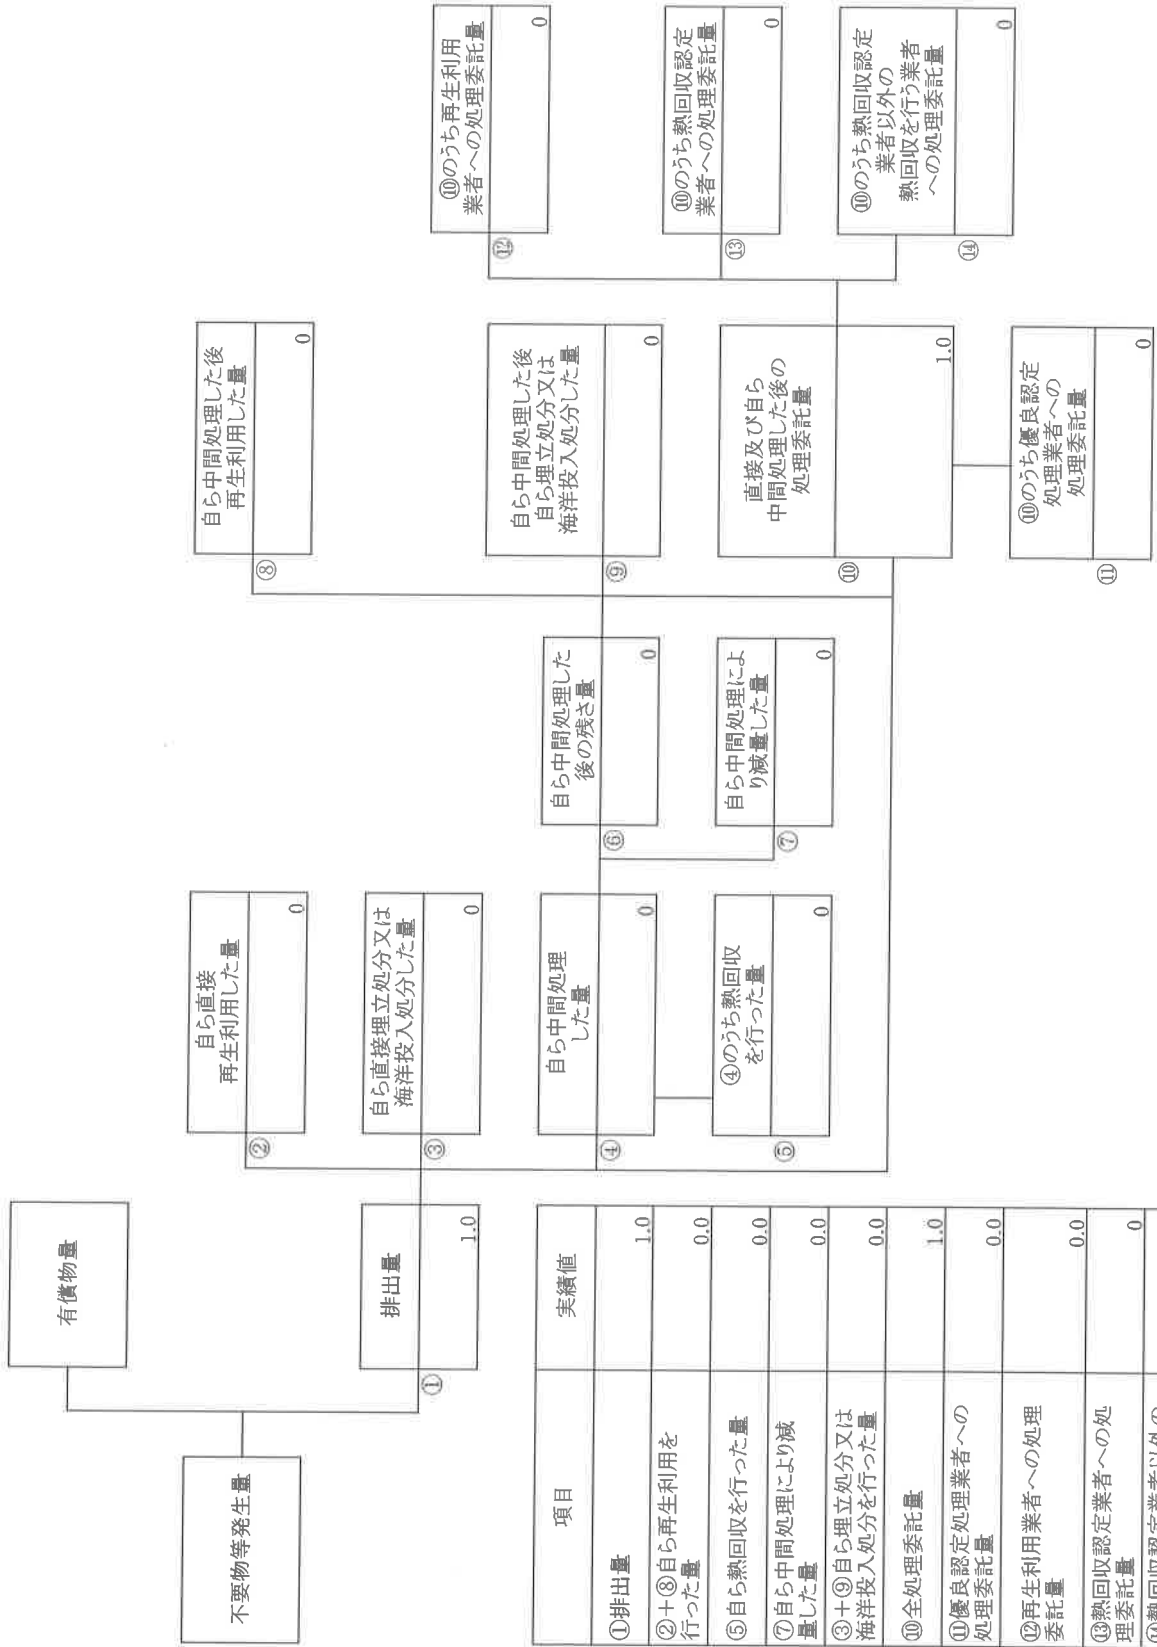 不要物等発生量
有償物量
排出量
①
1.0
自ら直接
再生利用した量
②
0
自ら直接埋立処分又は
海洋投入処分した量
③
0
自ら中間処理
した量
④
0
④のうち熱回収
を行った量
⑤
0
自ら中間処理した
後の残さ量
⑥
0
自ら中間処理によ
り減量した量
⑦
0
自ら中間処理した後
再生利用した量
⑧
0
自ら中間処理した後
自ら埋立処分又は
海洋投入処分した量
⑨
0
直接及び自ら
中間処理した後の
処理委託量
⑩
1.0
⑩のうち優良認定
処理業者への
処理委託量
⑪
0
⑩のうち再生利用
業者への処理委託量
⑫
0
⑩のうち熱回収認定
業者への処理委託量
⑬
0
⑩のうち熱回収認定
業者以外の
熱回収を行う業者
への処理委託量
⑭
0
項目 実績値
①排出量 1.0
②+⑧自ら再生利用を
行った量 0.0
⑤自ら熱回収を行った量 0.0
⑦自ら中間処理により減
量した量 0.0
③+⑨自ら埋立処分又は
海洋投入処分を行った量 0.0
⑩全処理委託量 1.0
⑪優良認定処理業者への
処理委託量 0.0
⑫再生利用業者への処理
委託量 0.0
⑬熱回収認定業者への処
理委託量 0
⑭熱回収認定業者以外の